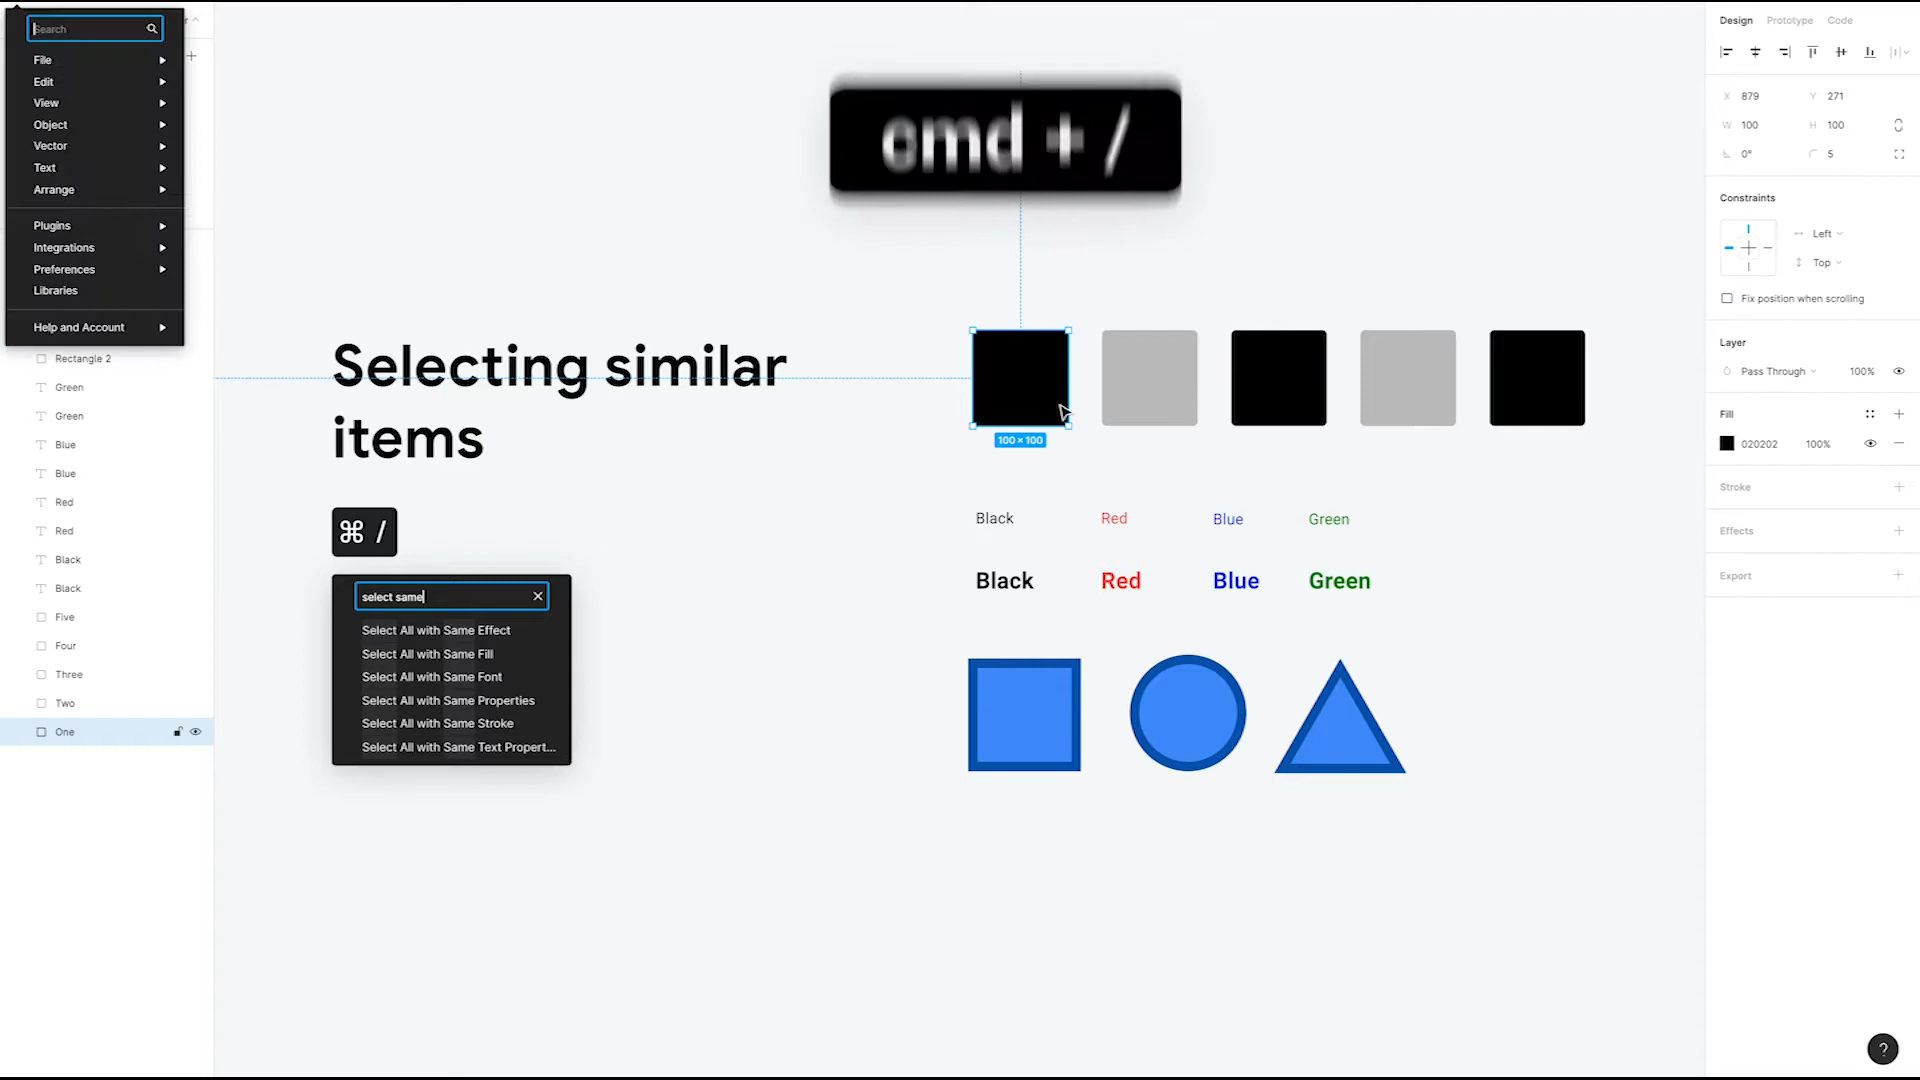 Search
File
Edit
View
Object
Vector
Text
Arrange
Plugins
Integrations
Preferences
Libraries
Help and Account
Rectangle 2
Green
Green
Blue
Blue
Red
Red
Black
Black
Five
Four
Three
Two
One
cmd + /
Selecting similar
items
⌘ /
select same
Select All with Same Effect
Select All with Same Fill
Select All with Same Font
Select All with Same Properties
Select All with Same Stroke
Select All with Same Text Propert...
100 × 100
Black Red Blue Green
Black Red Blue Green
Design Prototype Code
X 879 Y 271
W 100 H 100
0° 5
Constraints
Left
Top
Fix position when scrolling
Layer
Pass Through 100%
Fill
020202 100%
Stroke
Effects
Export
?